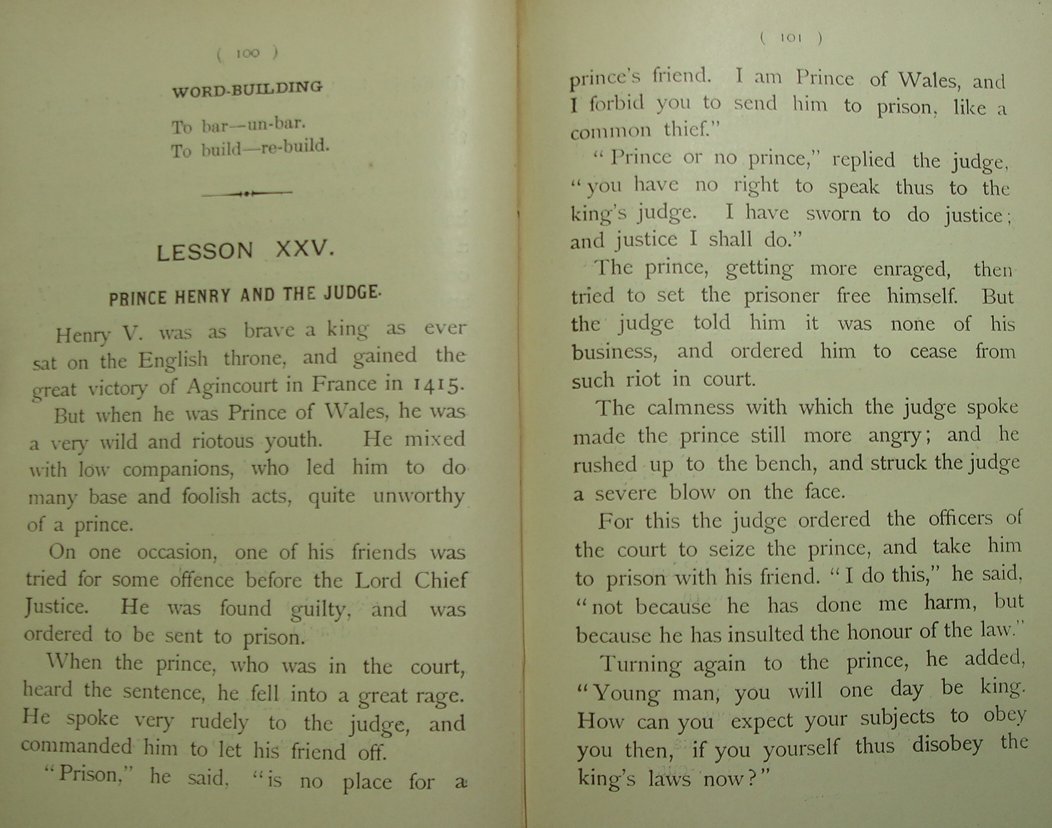 ( 100 )
WORD-BUILDING
To bar—un-bar.
To build—re-build.
LESSON XXV.
PRINCE HENRY AND THE JUDGE.
Henry V. was as brave a king as ever
sat on the English throne, and gained the
great victory of Agincourt in France in 1415.
But when he was Prince of Wales, he was
a very wild and riotous youth. He mixed
with low companions, who led him to do
many base and foolish acts, quite unworthy
of a prince.
On one occasion, one of his friends was
tried for some offence before the Lord Chief
Justice. He was found guilty, and was
ordered to be sent to prison.
When the prince, who was in the court,
heard the sentence, he fell into a great rage.
He spoke very rudely to the judge, and
commanded him to let his friend off.
"Prison," he said, "is no place for a
( 101 )
prince's friend. I am Prince of Wales, and
I forbid you to send him to prison, like a
common thief."
"Prince or no prince," replied the judge,
"you have no right to speak thus to the
king's judge. I have sworn to do justice;
and justice I shall do."
The prince, getting more enraged, then
tried to set the prisoner free himself. But
the judge told him it was none of his
business, and ordered him to cease from
such riot in court.
The calmness with which the judge spoke
made the prince still more angry; and he
rushed up to the bench, and struck the judge
a severe blow on the face.
For this the judge ordered the officers of
the court to seize the prince, and take him
to prison with his friend. "I do this," he said,
"not because he has done me harm, but
because he has insulted the honour of the law."
Turning again to the prince, he added,
"Young man, you will one day be king.
How can you expect your subjects to obey
you then, if you yourself thus disobey the
king's laws now?"